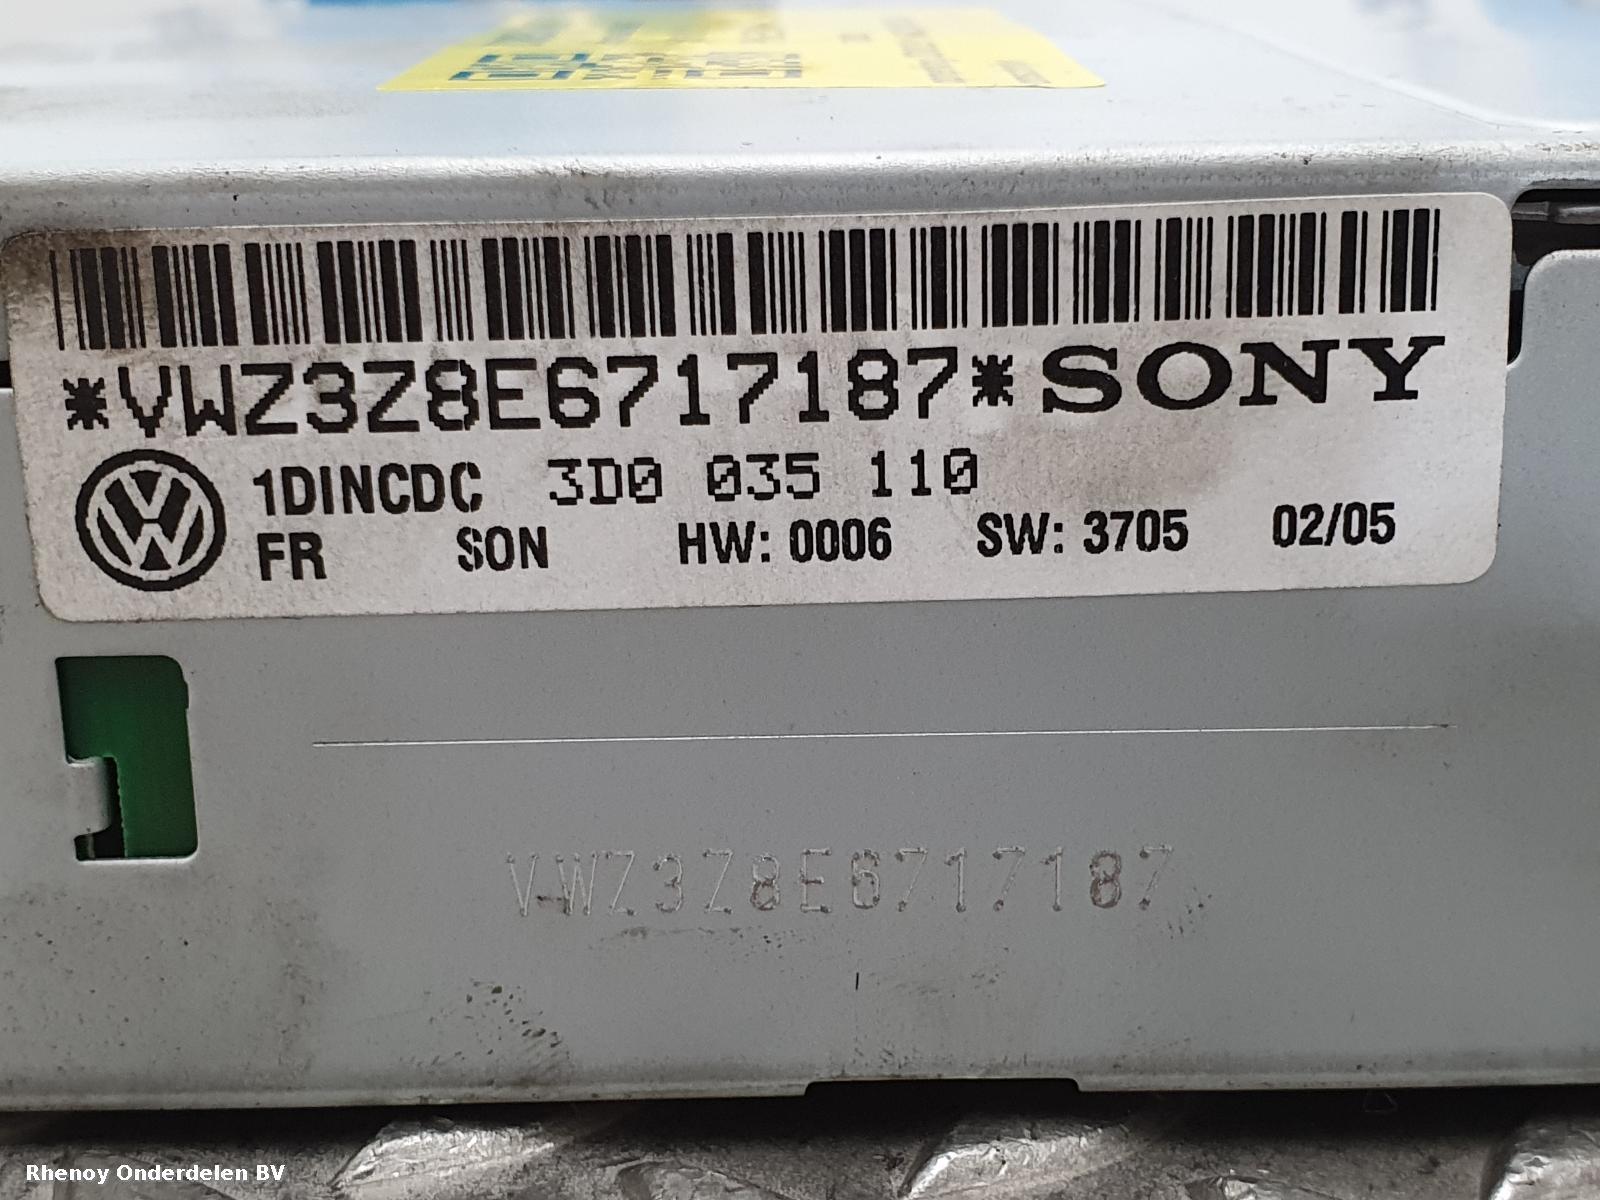 *VWZ3Z8E6717187* SONY
1DINCDC 3D0 035 110
FR SON HW: 0006 SW: 3705 02/05
VWZ3Z8E6717187
Rhenoy Onderdelen BV